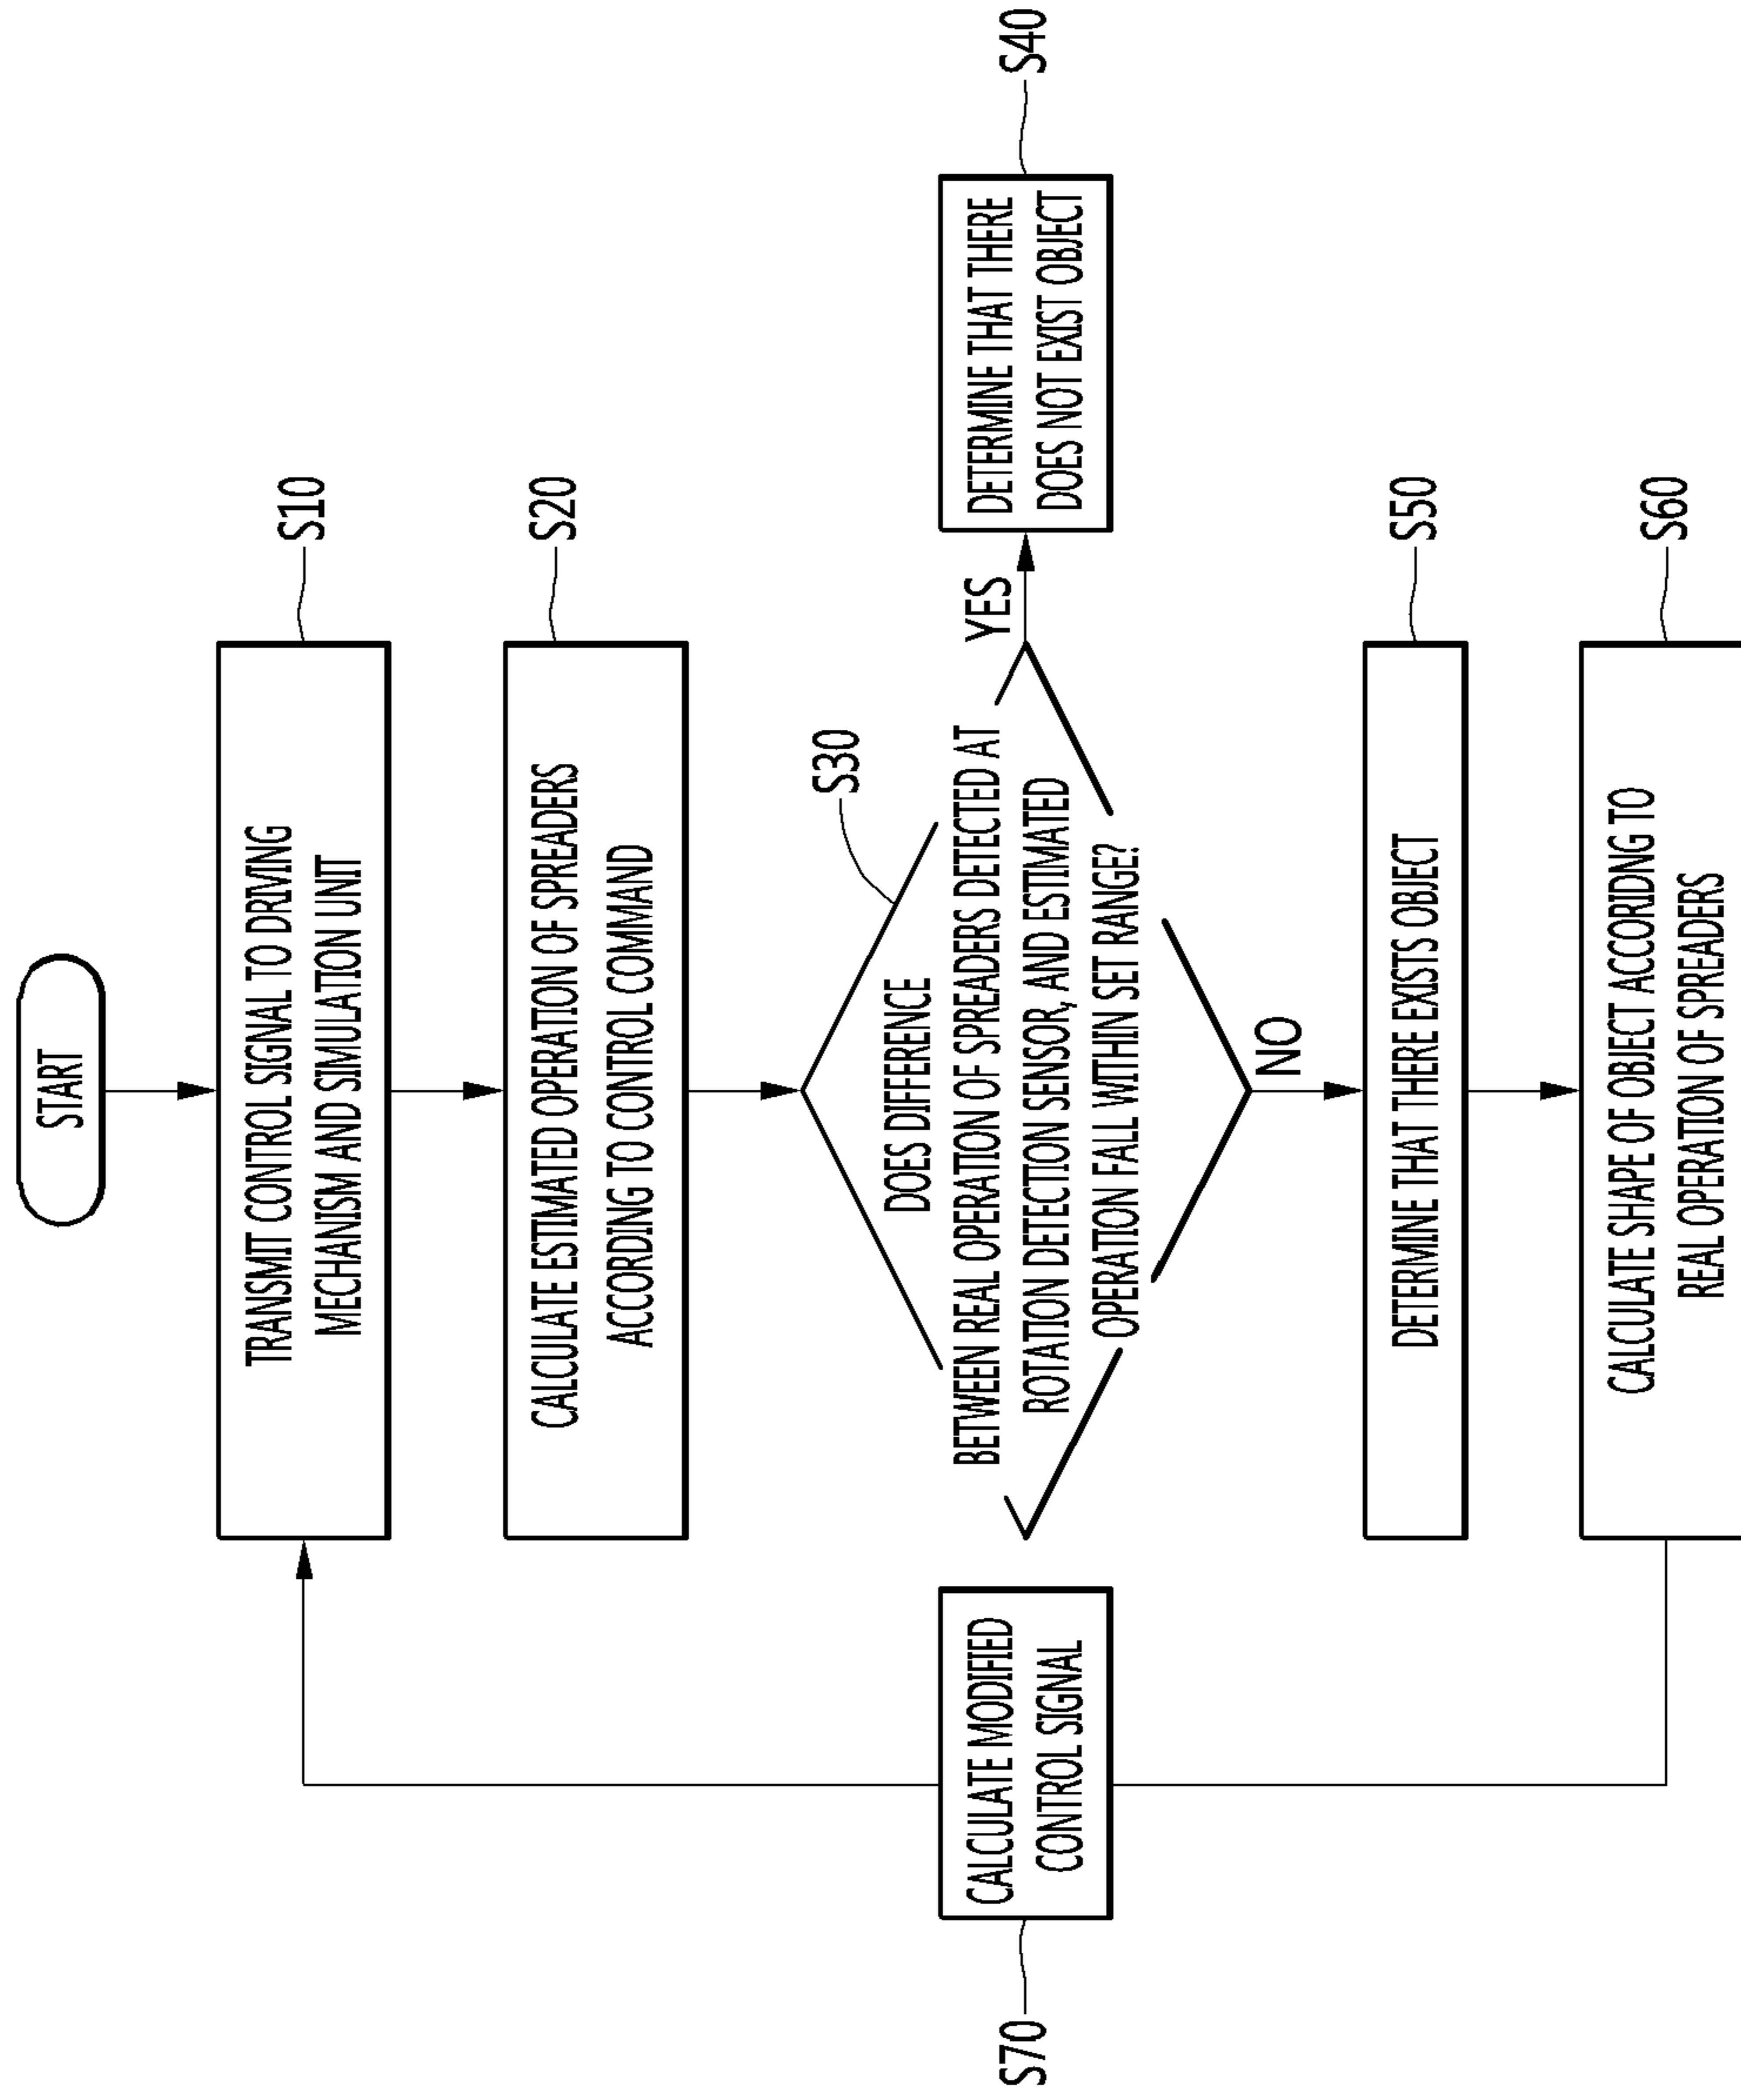 START
S10
TRANSMIT CONTROL SIGNAL TO DRIVING
MECHANISM AND SIMULATION UNIT
S20
CALCULATE ESTIMATED OPERATION OF SPREADERS
ACCORDING TO CONTROL COMMAND
S30
DOES DIFFERENCE
BETWEEN REAL OPERATION OF SPREADERS DETECTED AT
ROTATION DETECTION SENSOR, AND ESTIMATED
OPERATION FALL WITHIN SET RANGE?
YES
S40
DETERMINE THAT THERE
DOES NOT EXIST OBJECT
NO
S50
DETERMINE THAT THERE EXISTS OBJECT
S60
CALCULATE SHAPE OF OBJECT ACCORIDNG TO
REAL OPERATION OF SPREADERS
S70
CALCULATE MODIFIED
CONTROL SIGNAL